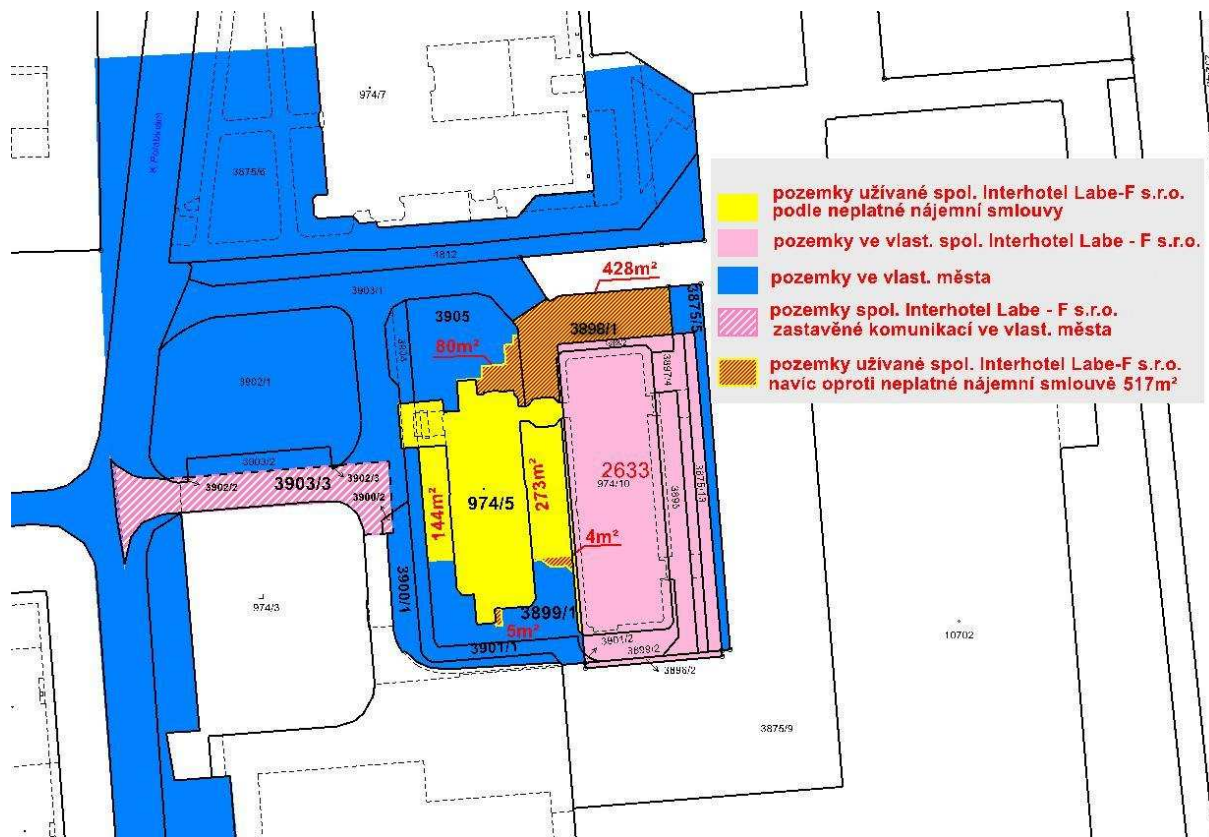 974/7
K Polabinám
3875/6
1812
3903/1
428m²
3875/5
3905
3904
3898/1
80m²
3897/4
3902/1
2633
974/10
3903/2
3902/2
3903/3
3902/3
3900/2
144m²
974/5
273m²
3895
3875/13
4m²
974/3
3900/1
3899/1
5m²
3901/1
3901/2
3899/2
3896/2
10702
3875/9
pozemky užívané spol. Interhotel Labe-F s.r.o.
podle neplatné nájemní smlouvy
pozemky ve vlast. spol. Interhotel Labe - F s.r.o.
pozemky ve vlast. města
pozemky spol. Interhotel Labe - F s.r.o.
zastavěné komunikací ve vlast. města
pozemky užívané spol. Interhotel Labe-F s.r.o.
navíc oproti neplatné nájemní smlouvě 517m²